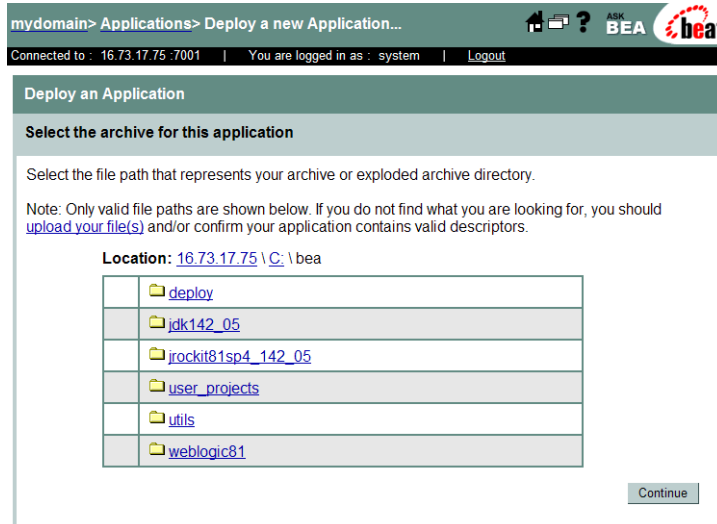 mydomain> Applications> Deploy a new Application...
? ASK BEA bea
Connected to : 16.73.17.75 :7001 | You are logged in as : system | Logout
Deploy an Application
Select the archive for this application
Select the file path that represents your archive or exploded archive directory.
Note: Only valid file paths are shown below. If you do not find what you are looking for, you should
upload your file(s) and/or confirm your application contains valid descriptors.
Location: 16.73.17.75 \ C: \ bea
deploy
jdk142_05
jrockit81sp4_142_05
user_projects
utils
weblogic81
Continue